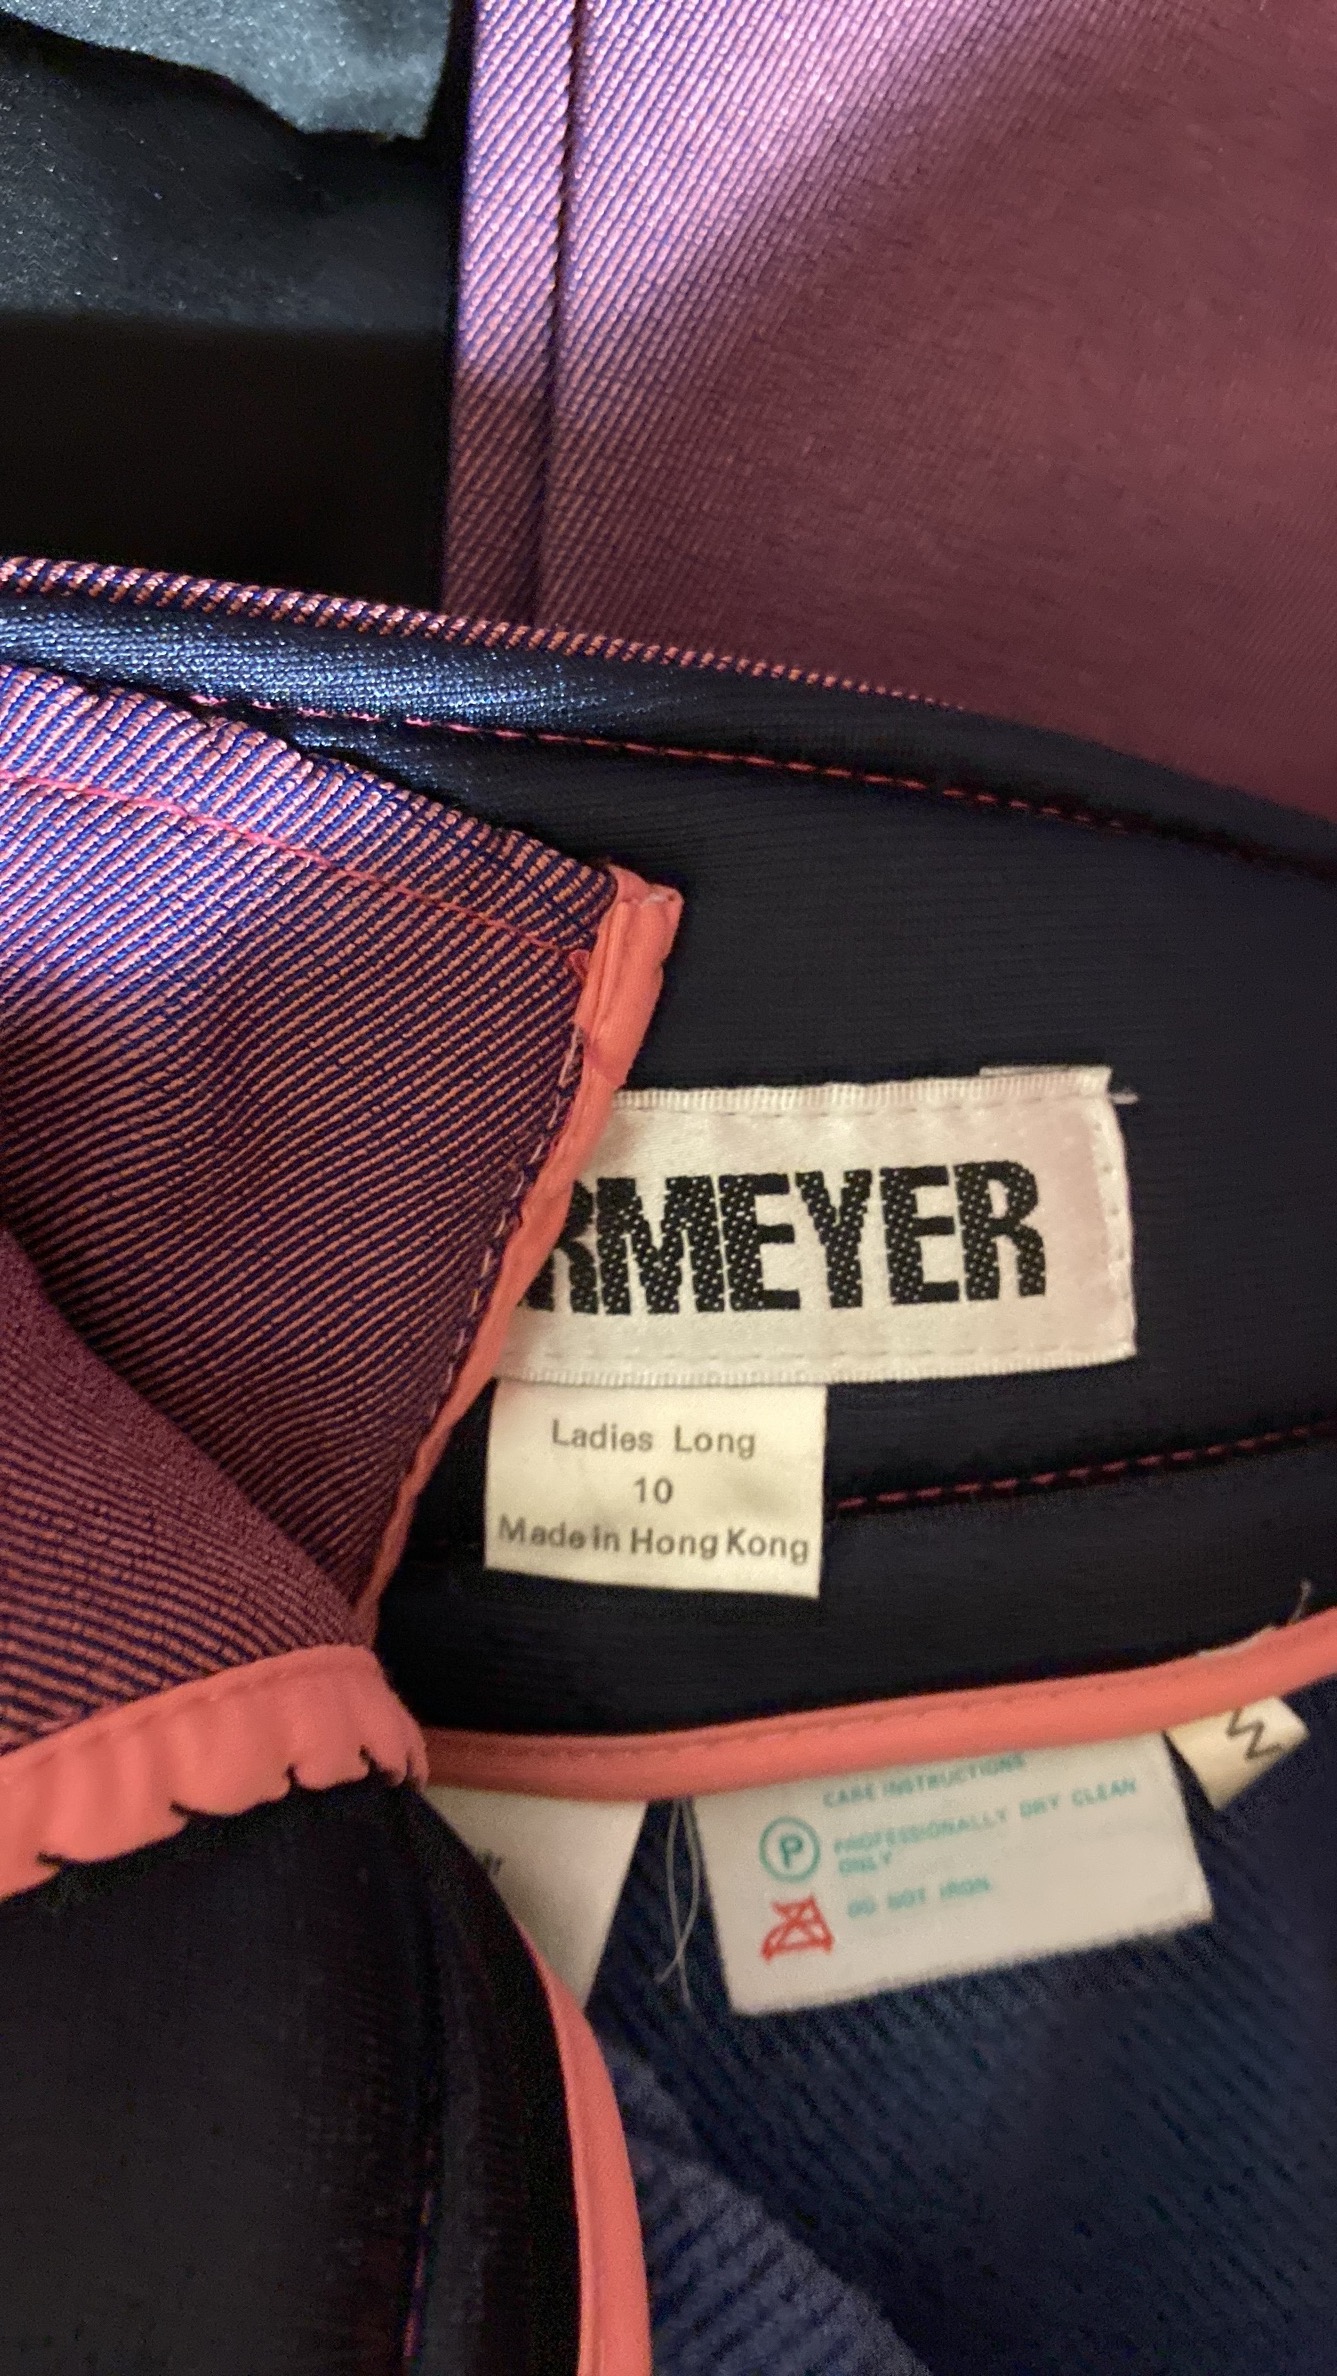 RMEYER
Ladies Long
10
Made in Hong Kong
CARE INSTRUCTIONS
P
PROFESSIONALLY DRY CLEAN
ONLY
DO NOT IRON